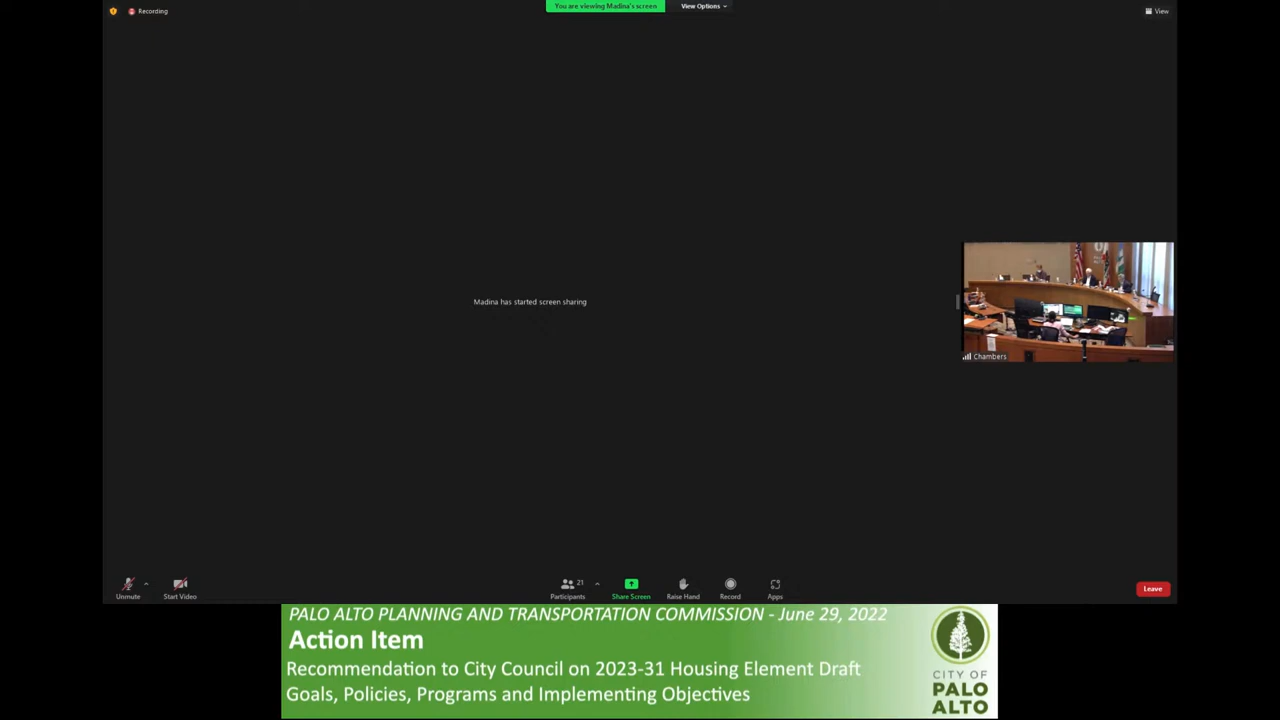 Recording
You are viewing Madina's screen
View Options
View
Madina has started screen sharing
Chambers
Unmute
Start Video
21
Participants
Share Screen
Raise Hand
Record
Apps
Leave
PALO ALTO PLANNING AND TRANSPORTATION COMMISSION - June 29, 2022
Action Item
Recommendation to City Council on 2023-31 Housing Element Draft
Goals, Policies, Programs and Implementing Objectives
CITY OF
PALO
ALTO